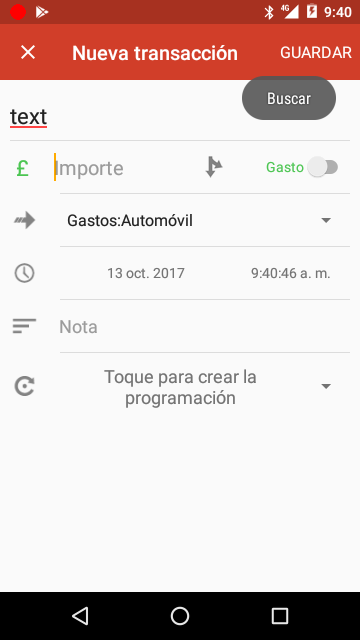 4G 9:40
Nueva transacción GUARDAR
Buscar
text
£ Importe Gasto
Gastos:Automóvil
13 oct. 2017 9:40:46 a. m.
Nota
Toque para crear la
programación